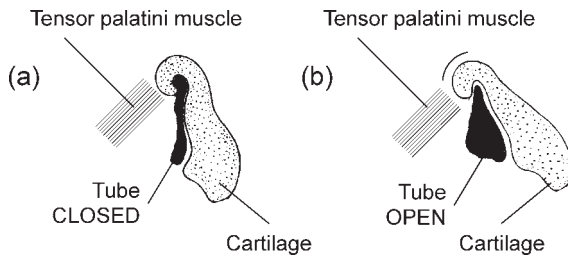 Tensor palatini muscle
(a)
Tube
CLOSED
Cartilage
Tensor palatini muscle
(b)
Tube
OPEN
Cartilage